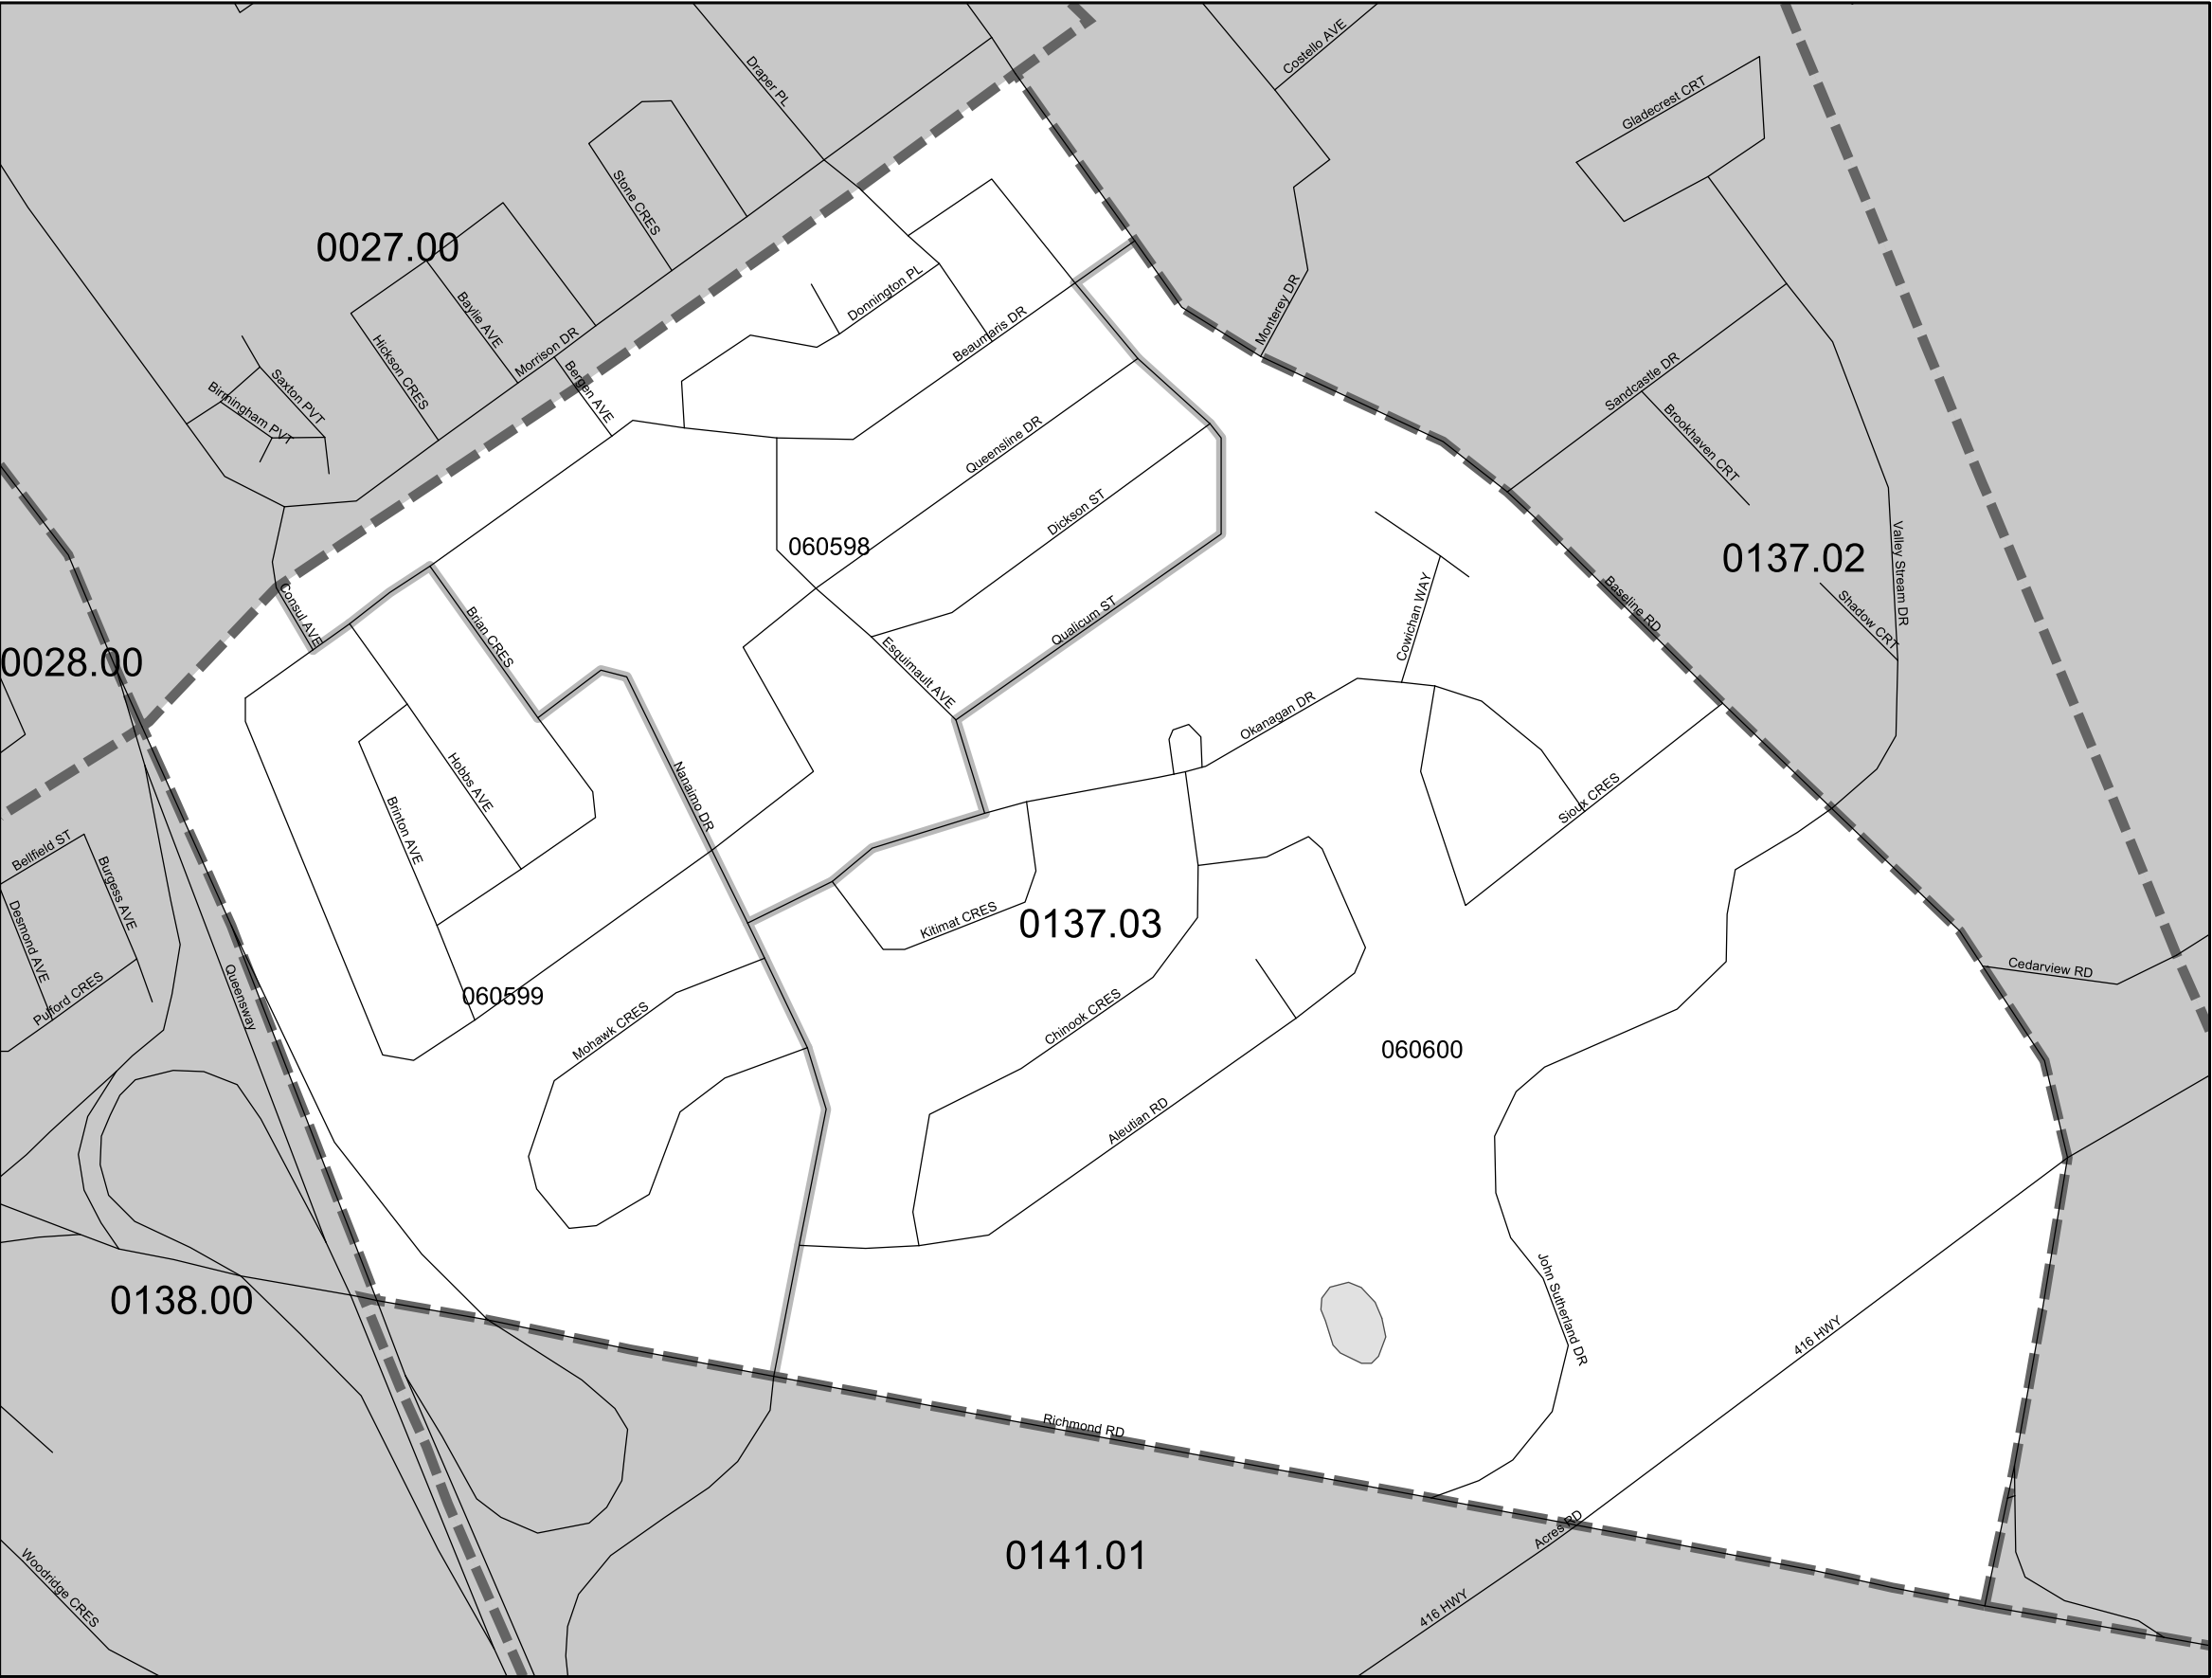 Costello AVE
Draper PL
Gladecrest CRT
Stone CRES
0027.00
Donnington PL
Baylie AVE
Monterey DR
Hickson CRES
Morrison DR
Beaumaris DR
Bergen AVE
Saxton PVT
Birmingham PVT
Sandcastle DR
Brookhaven CRT
Queensline DR
Dickson ST
060598
0137.02
Valley Stream DR
Consul AVE
Brian CRES
Qualicum ST
Cowichan WAY
Baseline RD
Shadow CRT
0028.00
Esquimault AVE
Okanagan DR
Hobbs AVE
Nanaimo DR
Brinton AVE
Sioux CRES
Bellfield ST
Burgess AVE
Desmond AVE
Kitimat CRES
0137.03
Cedarview RD
Queensway
Pufford CRES
060599
Mohawk CRES
Chinook CRES
060600
Aleutian RD
John Sutherland DR
0138.00
416 HWY
Richmond RD
0141.01
Acres RD
416 HWY
Woodridge CRES